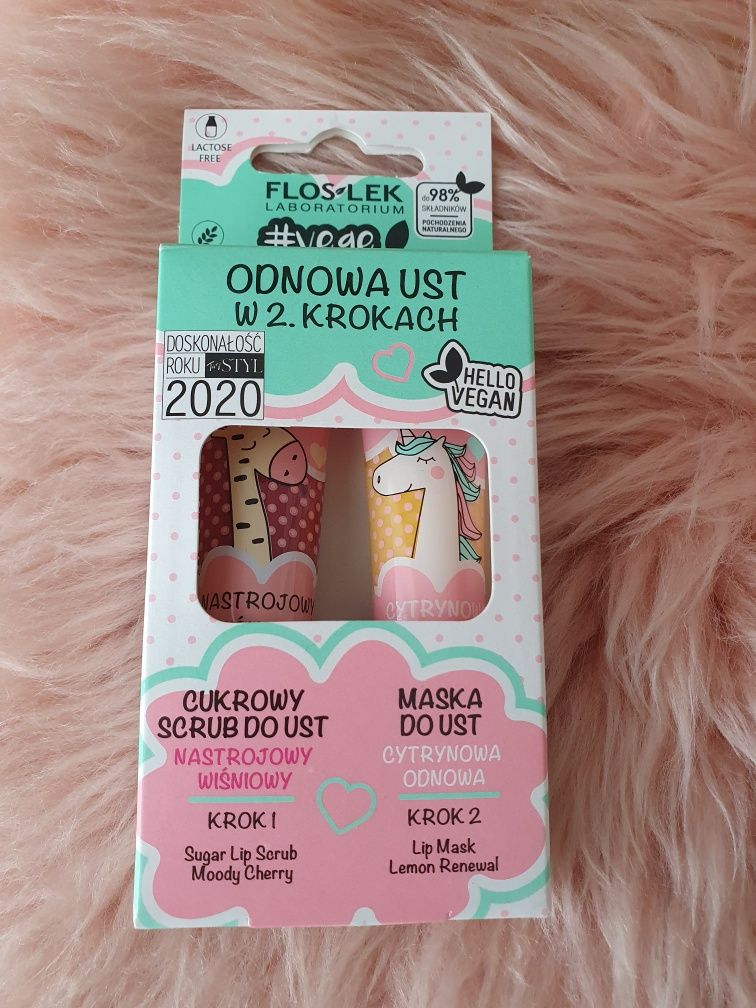 LACTOSE
FREE
FLOS-LEK
LABORATORIUM
#vege
do 98%
SKŁADNIKÓW
POCHODZENIA
NATURALNEGO
ODNOWA UST
W 2. KROKACH
DOSKONAŁOŚĆ
ROKU Twój STYL
2020
HELLO
VEGAN
NASTROJOWY
CYTRYNOWA
CUKROWY
SCRUB DO UST
NASTROJOWY
WIŚNIOWY
KROK 1
Sugar Lip Scrub
Moody Cherry
MASKA
DO UST
CYTRYNOWA
ODNOWA
KROK 2
Lip Mask
Lemon Renewal